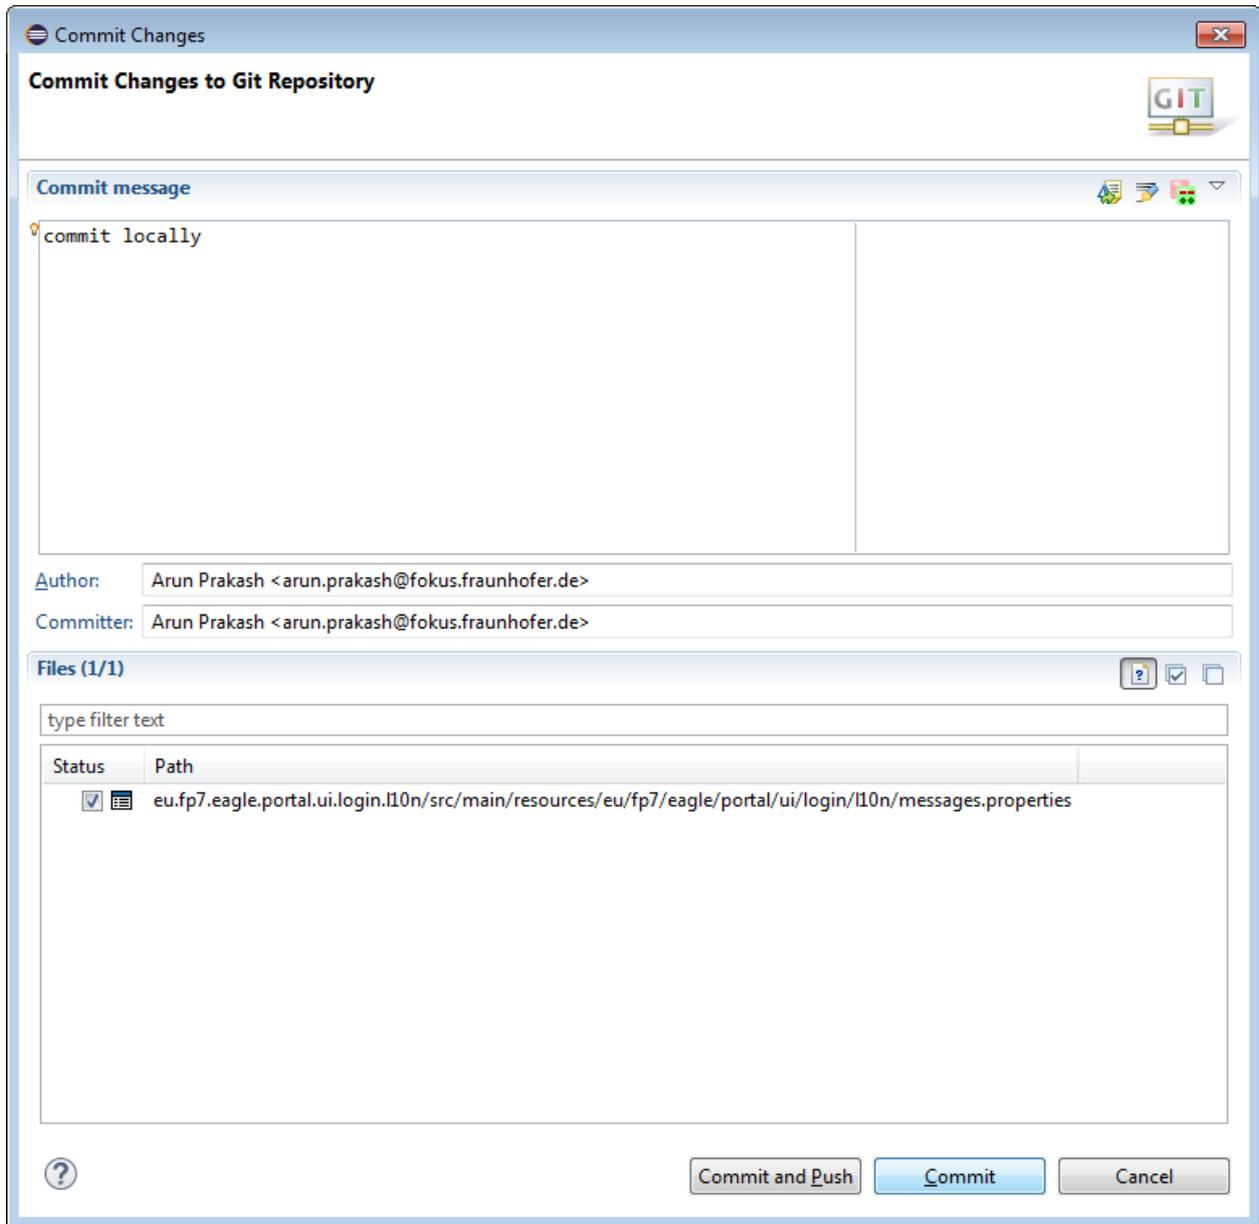 Commit Changes
Commit Changes to Git Repository
GIT
Commit message
commit locally
Author: Arun Prakash <arun.prakash@fokus.fraunhofer.de>
Committer: Arun Prakash <arun.prakash@fokus.fraunhofer.de>
Files (1/1)
type filter text
Status Path
eu.fp7.eagle.portal.ui.login.l10n/src/main/resources/eu/fp7/eagle/portal/ui/login/l10n/messages.properties
Commit and Push Commit Cancel